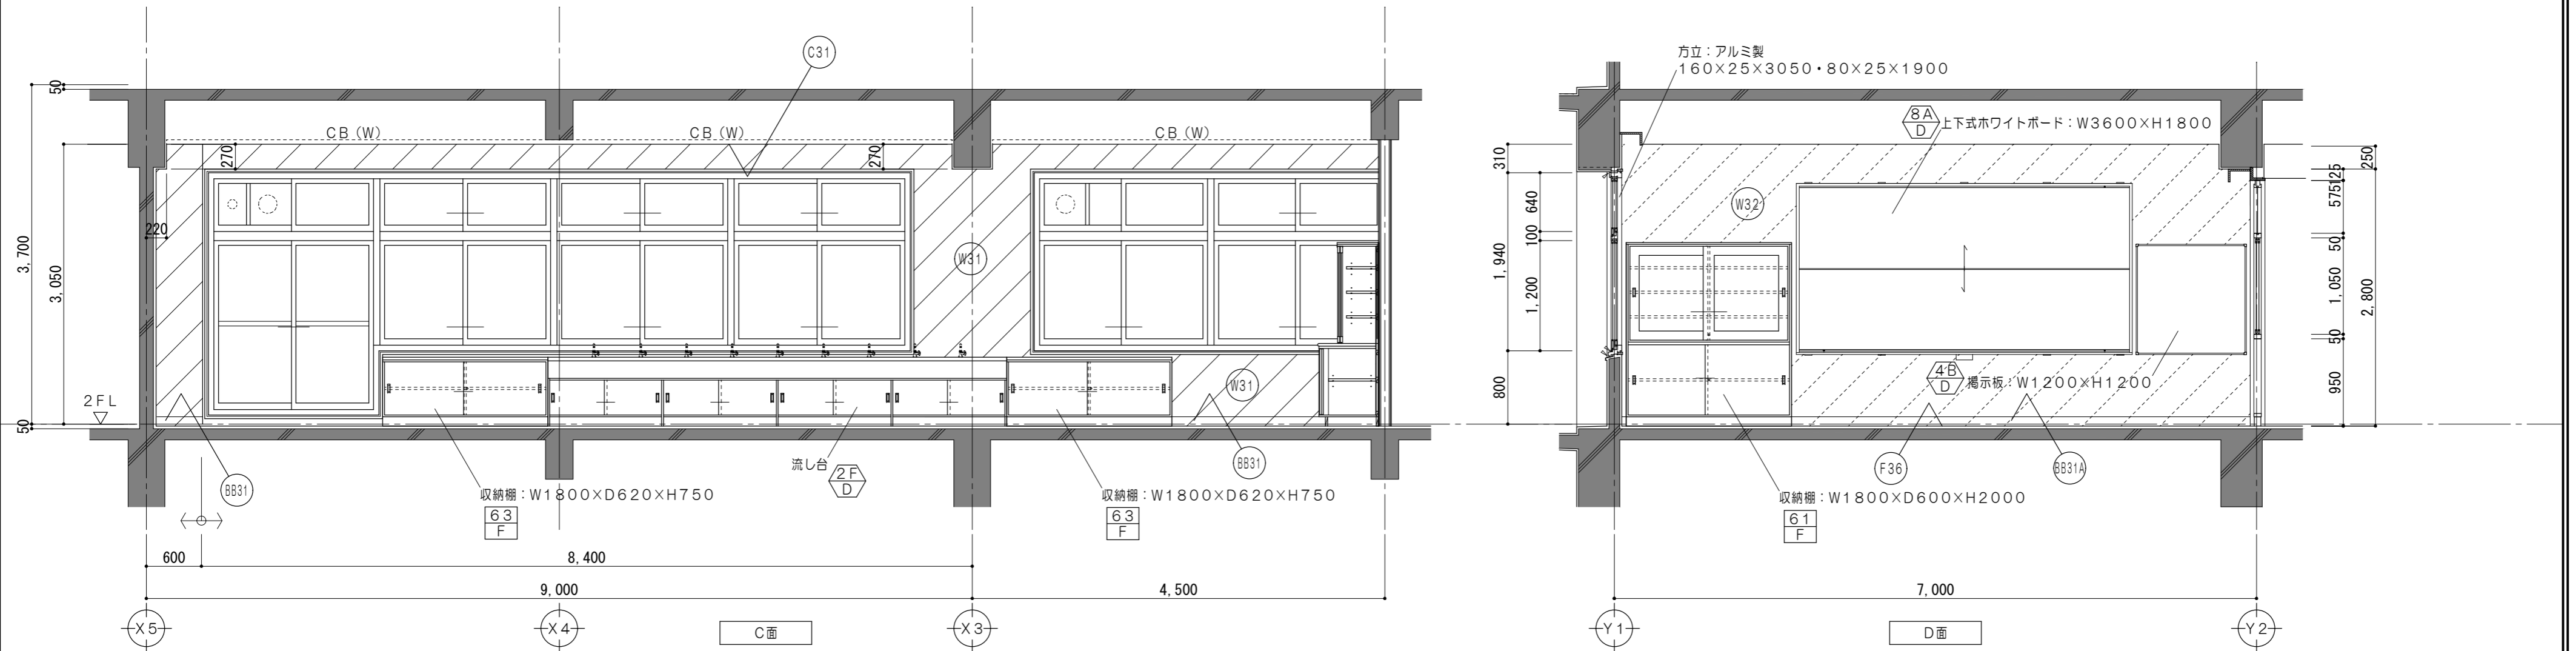 C31
50
CB(W)
CB(W)
CB(W)
270
270
220
3,700
3,050
W31
W31
2FL
50
BB31
BB31
流し台
2F
D
収納棚：W1800×D620×H750
63
F
収納棚：W1800×D620×H750
63
F
600
8,400
9,000
4,500
X5
X4
X3
C面
方立：アルミ製
160×25×3050・80×25×1900
8A
D
上下式ホワイトボード：W3600×H1800
W32
310
640
100
1,940
1,200
800
250
125
575
50
1,050
2,800
50
950
4B
D
掲示板：W1200×H1200
F36
BB31A
収納棚：W1800×D600×H2000
61
F
7,000
Y1
Y2
D面